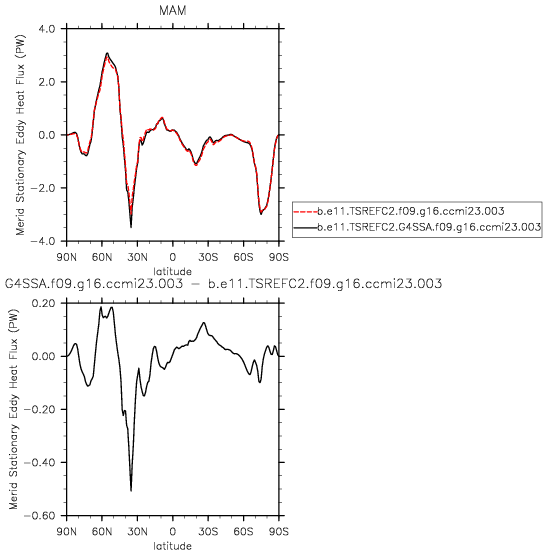 MAM
4.0
2.0
0.0
−2.0
−4.0
Merid Stationary Eddy Heat Flux (PW)
90N 60N 30N 0 30S 60S 90S
latitude
b.e11.TSREFC2.f09.g16.ccmi23.003
b.e11.TSREFC2.G4SSA.f09.g16.ccmi23.003
G4SSA.f09.g16.ccmi23.003 − b.e11.TSREFC2.f09.g16.ccmi23.003
0.20
0.00
−0.20
−0.40
−0.60
Merid Stationary Eddy Heat Flux (PW)
90N 60N 30N 0 30S 60S 90S
latitude